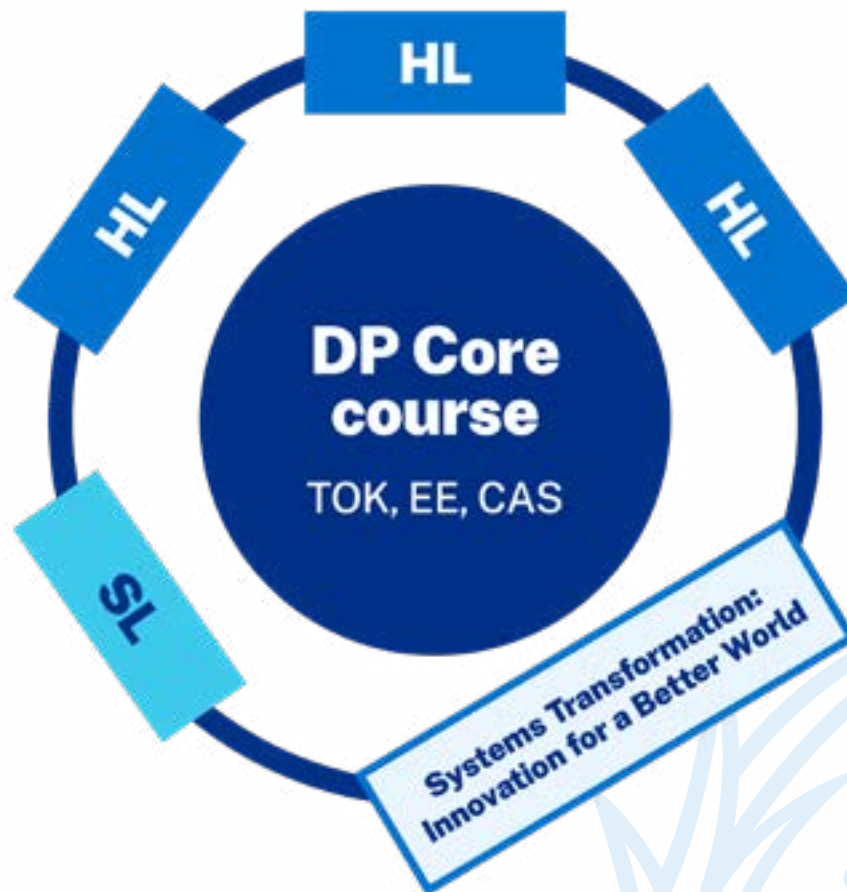 HL
HL
HL
DP Core
course
TOK, EE, CAS
SL
Systems Transformation:
Innovation for a Better World